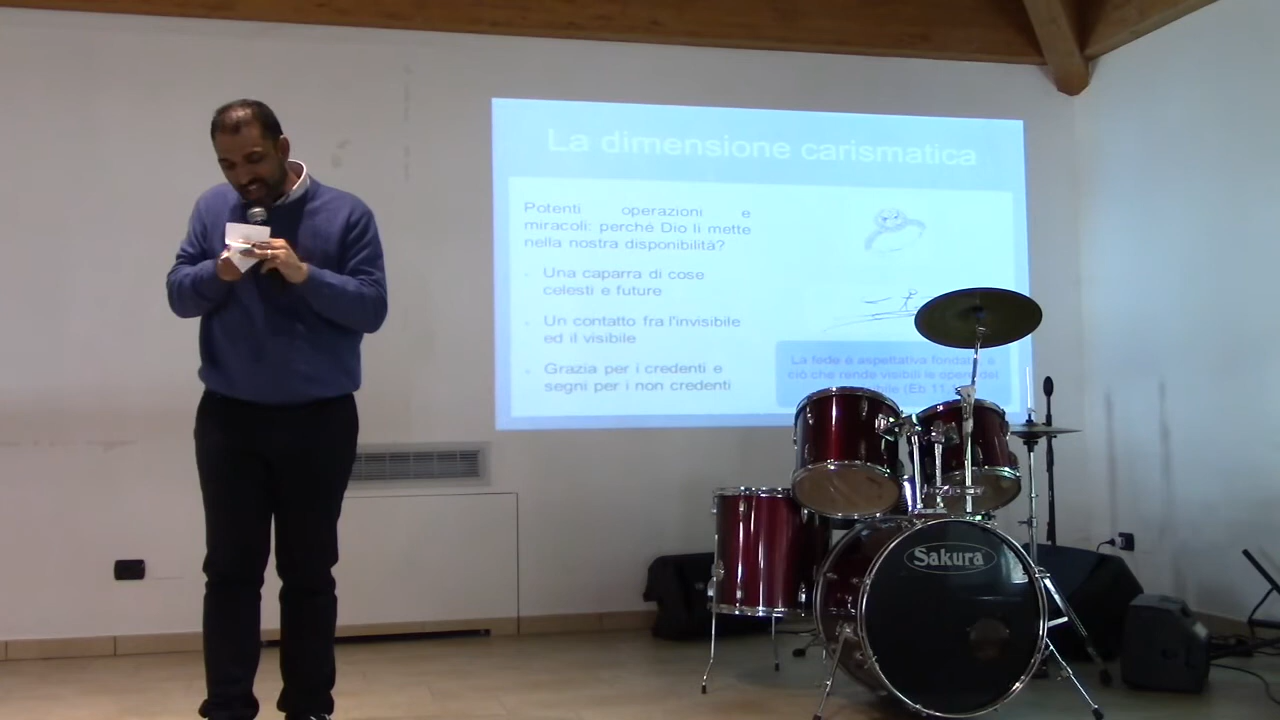 La dimensione carismatica
Potenti operazioni e
miracoli: perché Dio li mette
nella nostra disponibilità?
Una caparra di cose
celesti e future
Un contatto fra l'invisibile
ed il visibile
Grazia per i credenti e
segni per i non credenti
La fede è aspettativa fondata, e
ciò che rende visibili le opere del
(Eb 11,
Sakura